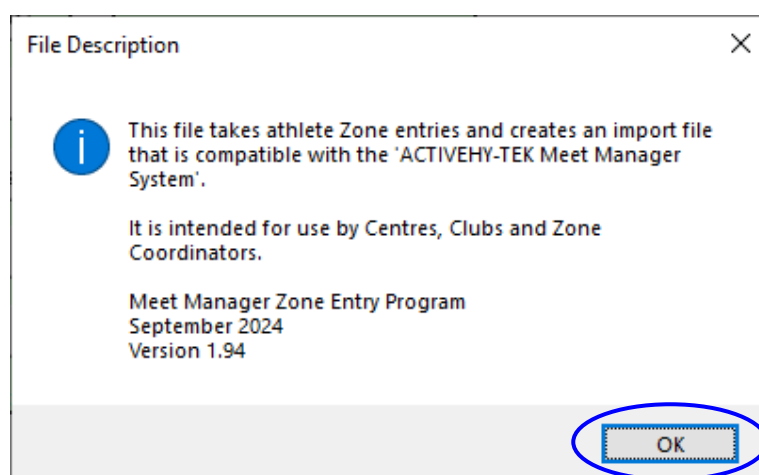 File Description
This file takes athlete Zone entries and creates an import file
that is compatible with the 'ACTIVEHY-TEK Meet Manager
System'.
It is intended for use by Centres, Clubs and Zone
Coordinators.
Meet Manager Zone Entry Program
September 2024
Version 1.94
OK